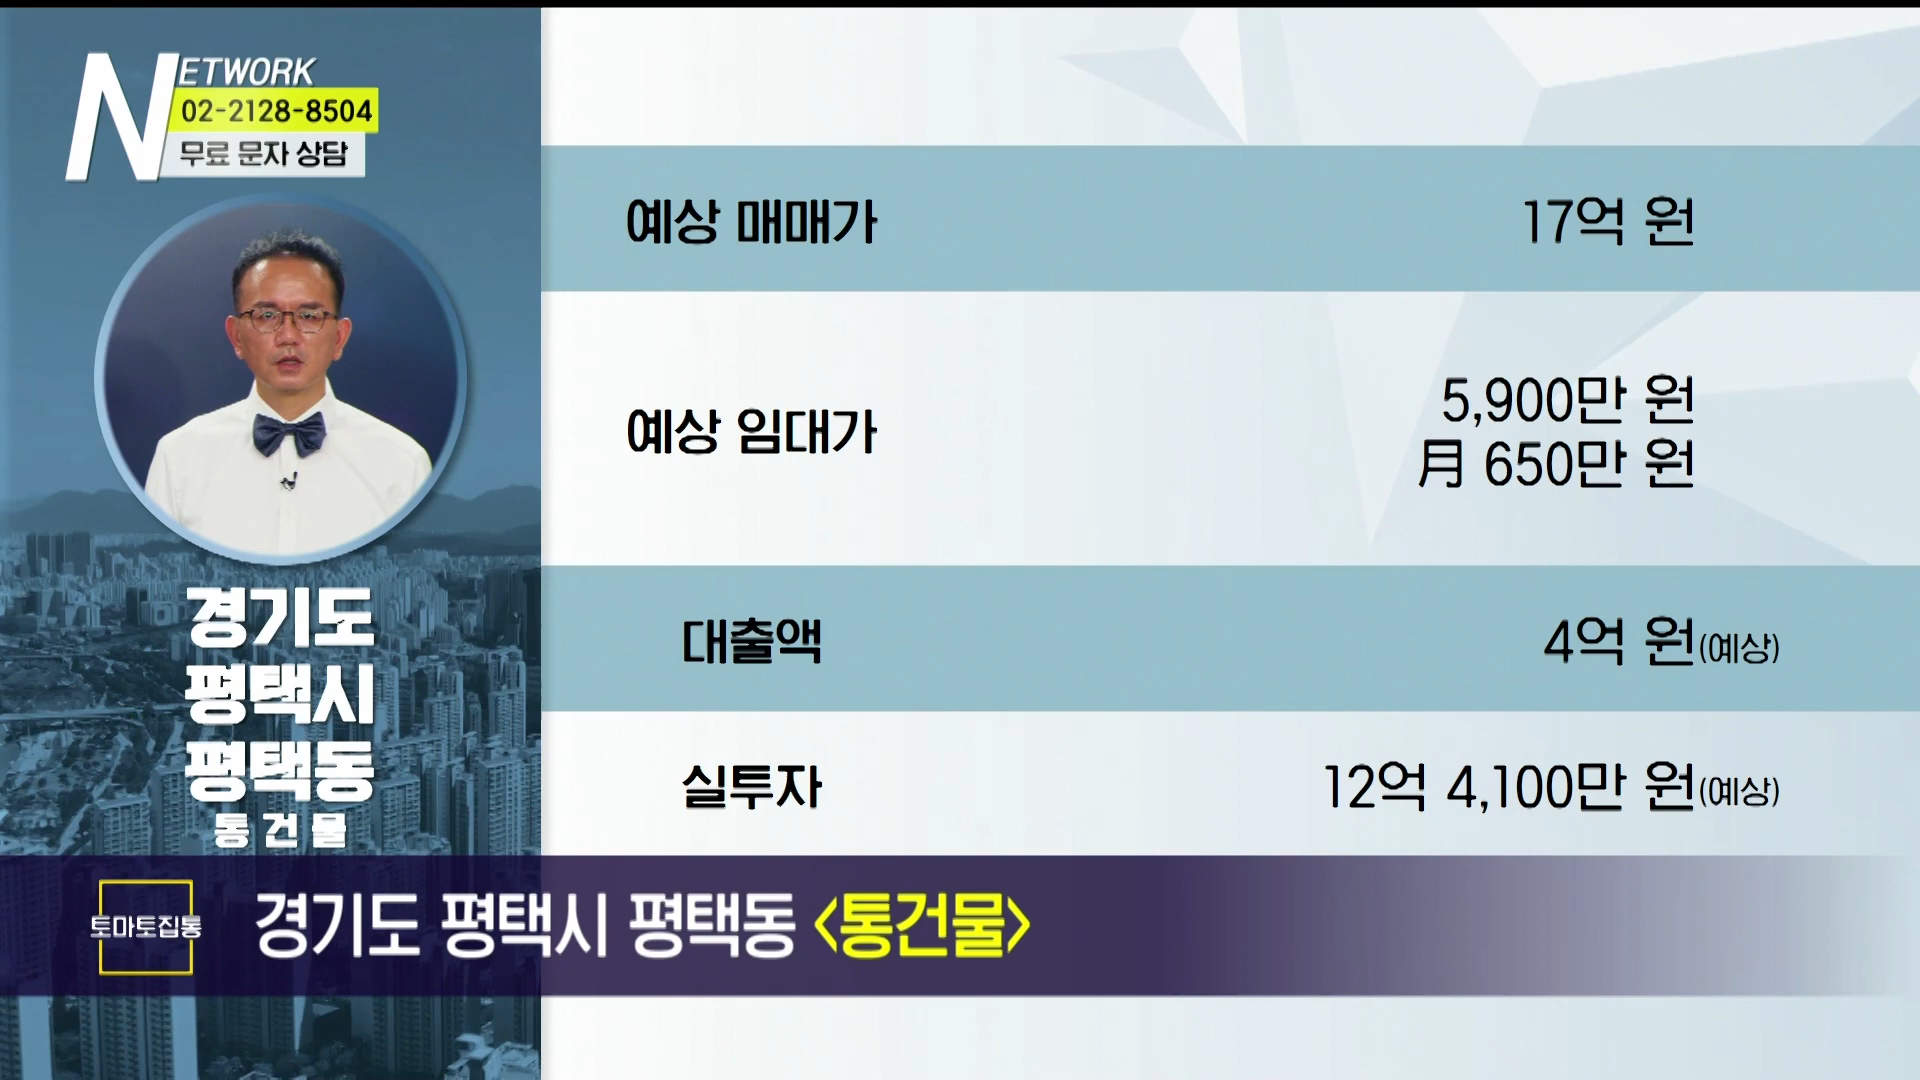 NETWORK
02-2128-8504
무료 문자 상담
경기도
평택시
평택동
통건물
예상 매매가 17억 원
예상 임대가 5,900만 원
月 650만 원
대출액 4억 원(예상)
실투자 12억 4,100만 원(예상)
토마토집통
경기도 평택시 평택동 <통건물>